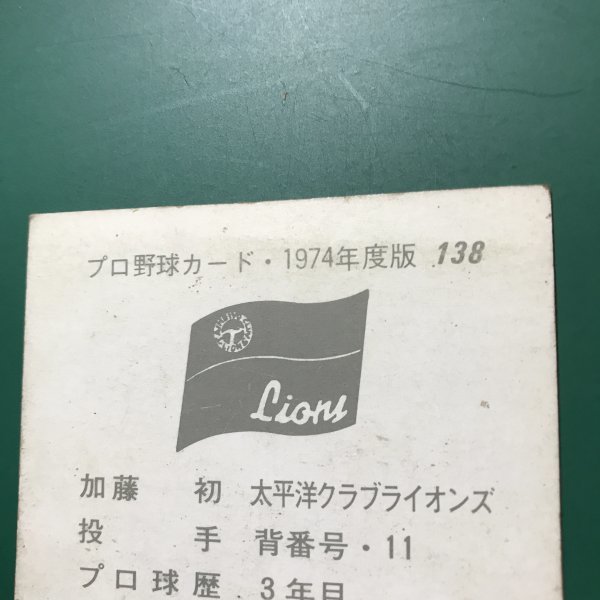 プロ野球カード・1974年度版 138
Lions
加藤 初 太平洋クラブライオンズ
投手 背番号・11
プロ球歴 3年目